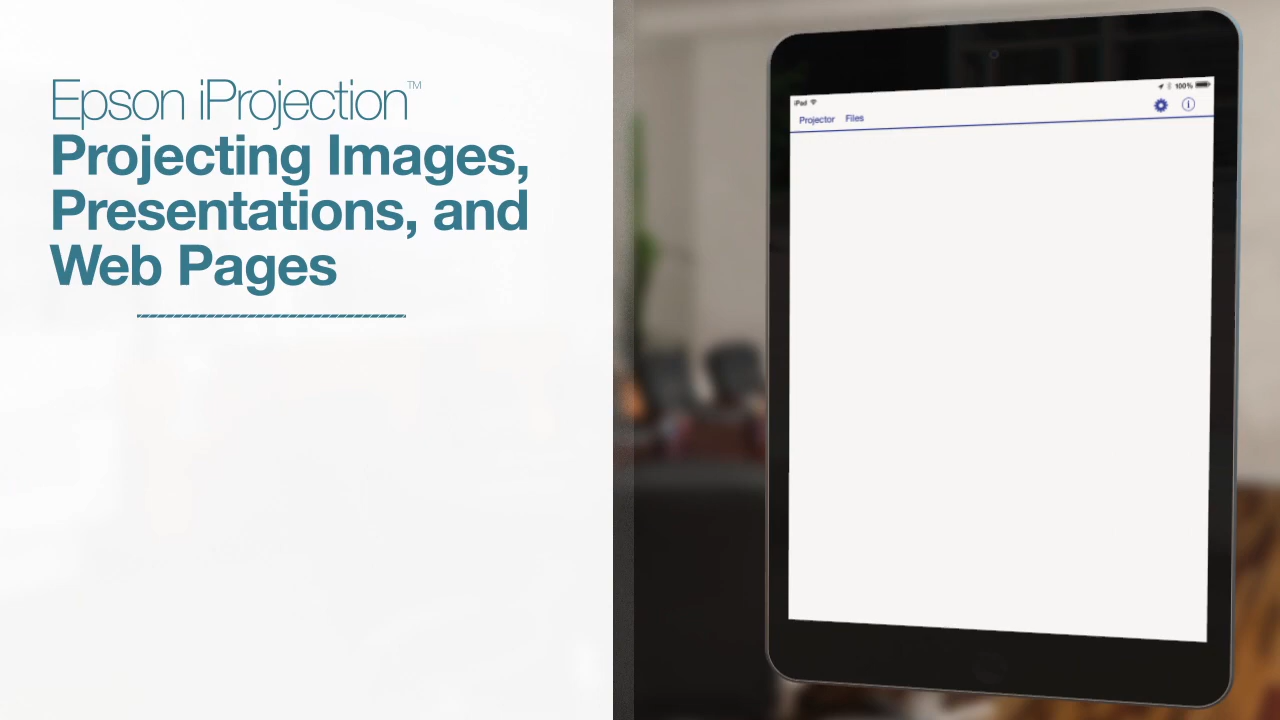 Epson iProjection™
Projecting Images,
Presentations, and
Web Pages
iPad 100%
Projector Files